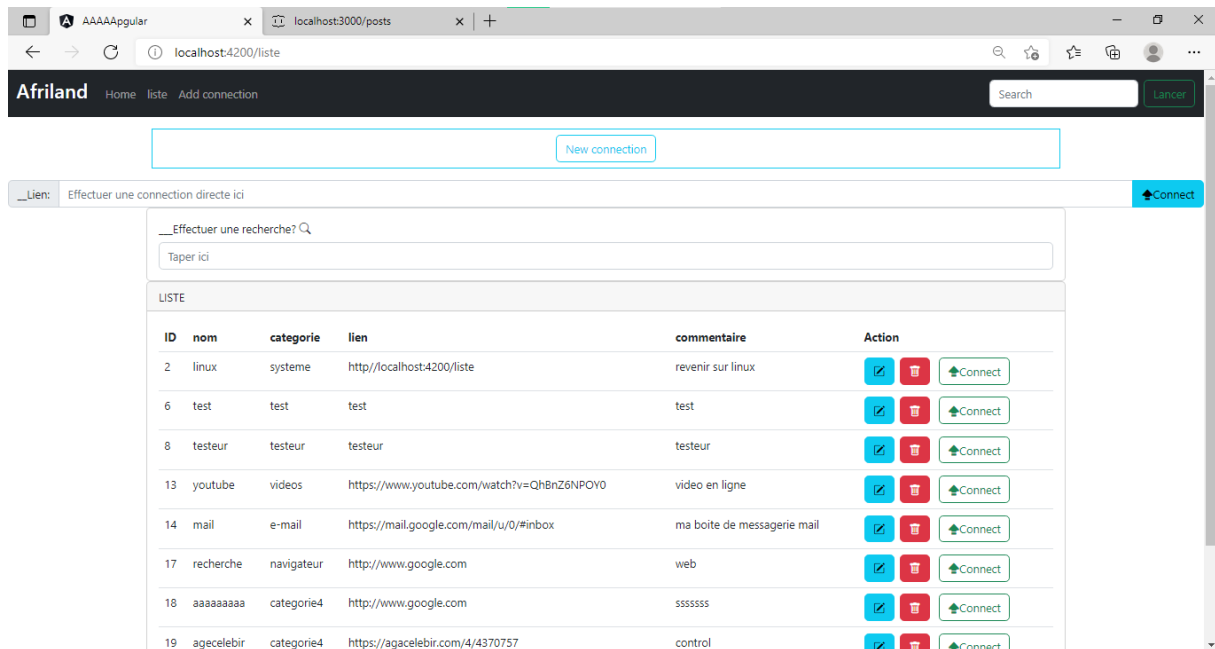 AAAAApgular localhost:3000/posts
localhost:4200/liste
Afriland Home liste Add connection Search Lancer
New connection
__Lien: Effectuer une connection directe ici Connect
___Effectuer une recherche?
Taper ici
LISTE
ID nom categorie lien commentaire Action
2 linux systeme http//localhost:4200/liste revenir sur linux Connect
6 test test test test Connect
8 testeur testeur testeur testeur Connect
13 youtube videos https://www.youtube.com/watch?v=QhBnZ6NPOY0 video en ligne Connect
14 mail e-mail https://mail.google.com/mail/u/0/#inbox ma boite de messagerie mail Connect
17 recherche navigateur http://www.google.com web Connect
18 aaaaaaaaa categorie4 http://www.google.com sssssss Connect
19 agecelebir categorie4 https://agacelebir.com/4/4370757 control Connect